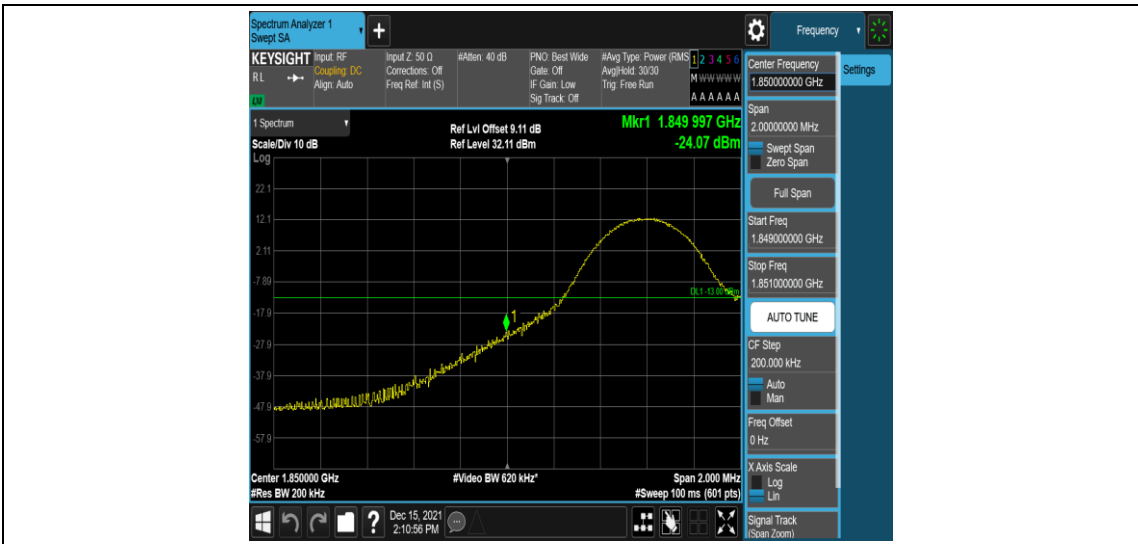 Spectrum Analyzer 1
Swept SA
+
Frequency
KEYSIGHT
R L
Input: RF
Coupling: DC
Align: Auto
Input Z: 50 Ω
Corrections: Off
Freq Ref: Int (S)
#Atten: 40 dB
PNO: Best Wide
Gate: Off
IF Gain: Low
Sig Track: Off
#Avg Type: Power (RMS
Avg|Hold: 30/30
Trig: Free Run
1 2 3 4 5 6
M W W W W W
A A A A A A
1 Spectrum
Scale/Div 10 dB
Log
Ref Lvl Offset 9.11 dB
Ref Level 32.11 dBm
Mkr1 1.849 997 GHz
-24.07 dBm
22.1
12.1
2.11
-7.89
-17.9
-27.9
-37.9
-47.9
-57.9
DL1 -13.00 dBm
1
Center 1.85000 GHz
#Res BW 200 kHz
#Video BW 620 kHz*
Span 2.000 MHz
#Sweep 100 ms (601 pts)
?
Dec 15, 2021
2:10:56 PM
Center Frequency
1.850000000 GHz
Settings
Span
2.00000000 MHz
Swept Span
Zero Span
Full Span
Start Freq
1.849000000 GHz
Stop Freq
1.851000000 GHz
AUTO TUNE
CF Step
200.000 kHz
Auto
Man
Freq Offset
0 Hz
X Axis Scale
Log
Lin
Signal Track
(Span Zoom)